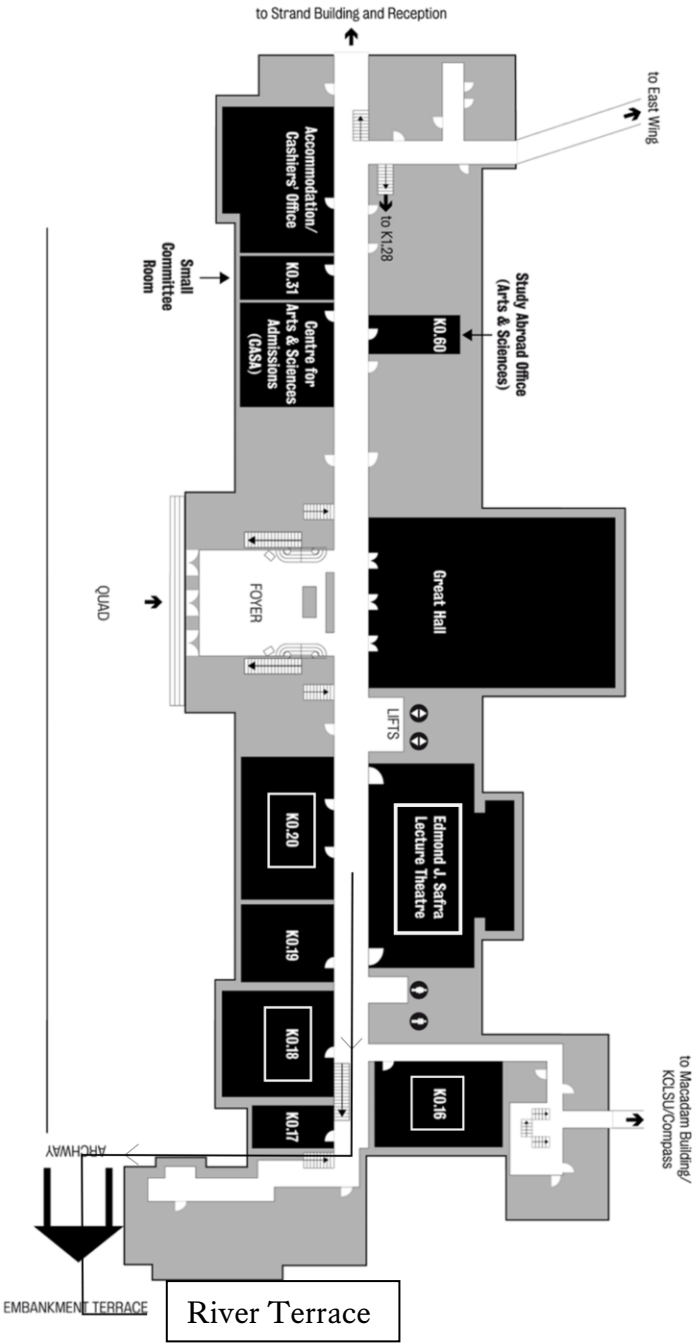 to Strand Building and Reception
to East Wing
Accommodation/
Cashiers' Office
to K1.28
K0.31
Small
Committee
Room
Study Abroad Office
(Arts & Sciences)
K0.60
Centre for
Arts & Sciences
Admissions
(CASA)
QUAD
FOYER
Great Hall
LIFTS
K0.20
Edmond J. Safra
Lecture Theatre
K0.19
K0.18
K0.16
K0.17
to Macadam Building/
KCLSU/Compass
ARCHWAY
EMBANKMENT TERRACE
River Terrace